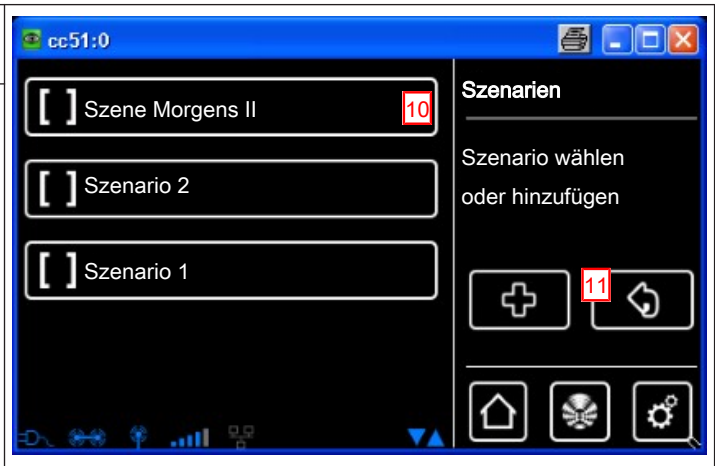 cc51:0
[ ] Szene Morgens II 10
[ ] Szenario 2
[ ] Szenario 1
Szenarien
Szenario wählen
oder hinzufügen
11